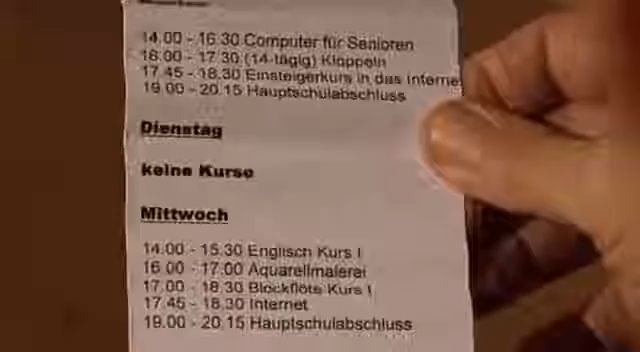 14.00 - 16.30 Computer für Senioren
16.00 - 17.30 (14-tägig) Klöppeln
17.45 - 18.30 Einsteigerkurs in das Interne
19.00 - 20.15 Hauptschulabschluss
Dienstag
keine Kurse
Mittwoch
14.00 - 15.30 Englisch Kurs I
16.00 - 17.00 Aquarellmalerei
17.00 - 18.30 Blockflöte Kurs I
17.45 - 18.30 Internet
19.00 - 20.15 Hauptschulabschluss